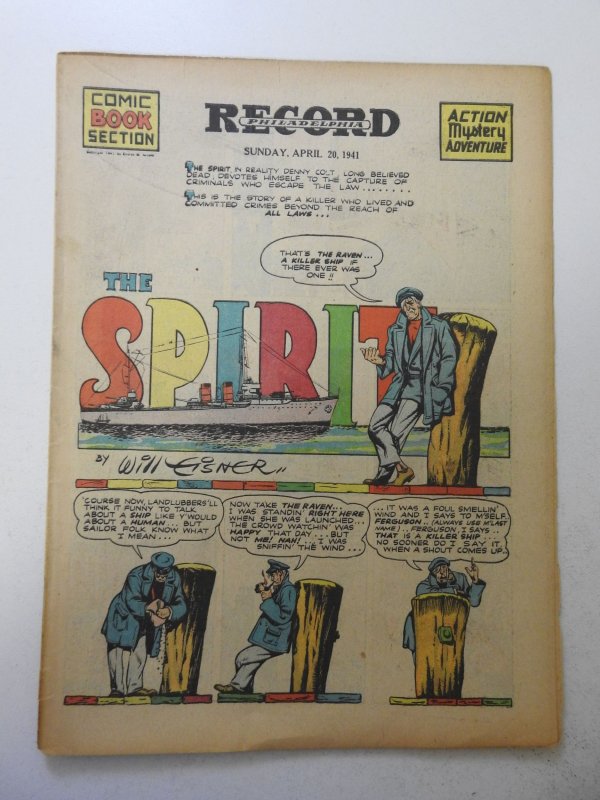 COMIC
BOOK
SECTION
RECORD
PHILADELPHIA
SUNDAY, APRIL 20, 1941
ACTION
Mystery
ADVENTURE
THE SPIRIT, IN REALITY DENNY COLT, LONG BELIEVED
DEAD, DEVOTES HIMSELF TO THE CAPTURE OF
CRIMINALS WHO ESCAPE THE LAW........
THIS IS THE STORY OF A KILLER WHO LIVED AND
COMMITTED CRIMES BEYOND THE REACH OF
ALL LAWS...
THAT'S THE RAVEN...
A KILLER SHIP IF
THERE EVER WAS
ONE!!
THE
SPIRIT
BY WILL EISNER..
'COURSE NOW, LANDLUBBERS'LL
THINK IT FUNNY TO TALK
ABOUT A SHIP LIKE Y'WOULD
ABOUT A HUMAN... BUT
SAILOR FOLK KNOW WHAT
I MEAN...
NOW TAKE THE RAVEN...
I WAS STANDIN' RIGHT HERE
WHEN SHE WAS LAUNCHED...
THE CROWD WATCHIN' WAS
HAPPY THAT DAY... BUT
NOT ME! NAH!... I WAS
SNIFFIN' THE WIND...
...IT WAS A FOUL SMELLIN'
WIND AND I SAYS TO M'SELF,
FERGUSON.. (ALWAYS USE M'LAST
NAME), FERGUSON, I SAYS..
THAT IS A KILLER SHIP...
NO SOONER DO I SAY IT,
WHEN A SHOUT COMES UP..